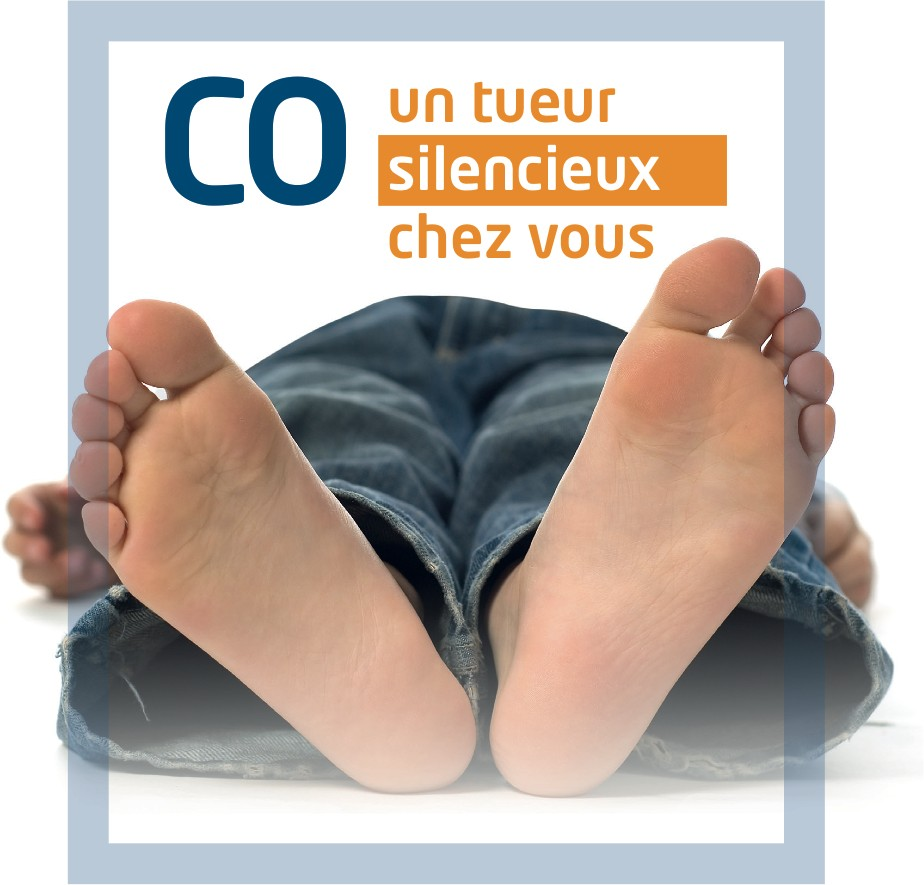 CO
un tueur
silencieux
chez vous